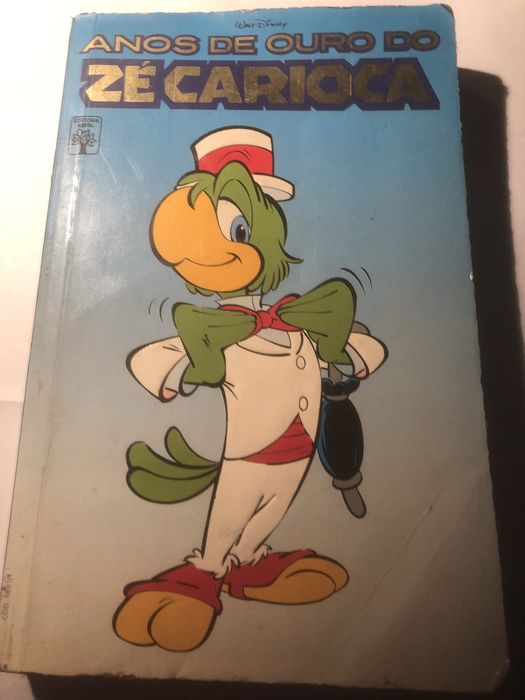 Walt Disney
ANOS DE OURO DO
ZÉ CARIOCA
EDITORA
ABRIL